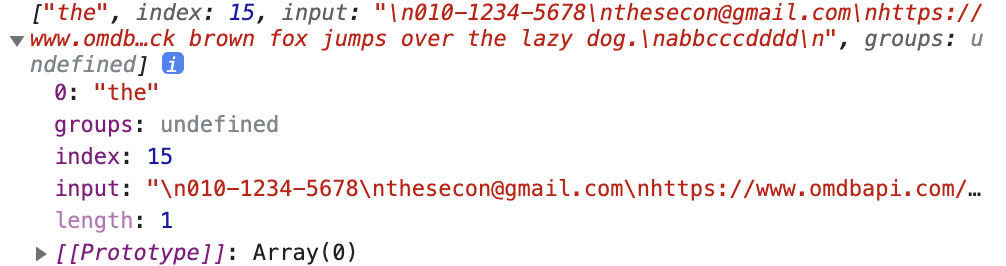 ["the", index: 15, input: "\n010-1234-5678\nthesecon@gmail.com\nhttps://
www.omdb…ck brown fox jumps over the lazy dog.\nabbcccdddd\n", groups: u
ndefined] i
0: "the"
groups: undefined
index: 15
input: "\n010-1234-5678\nthesecon@gmail.com\nhttps://www.omdbapi.com/…
length: 1
[[Prototype]]: Array(0)